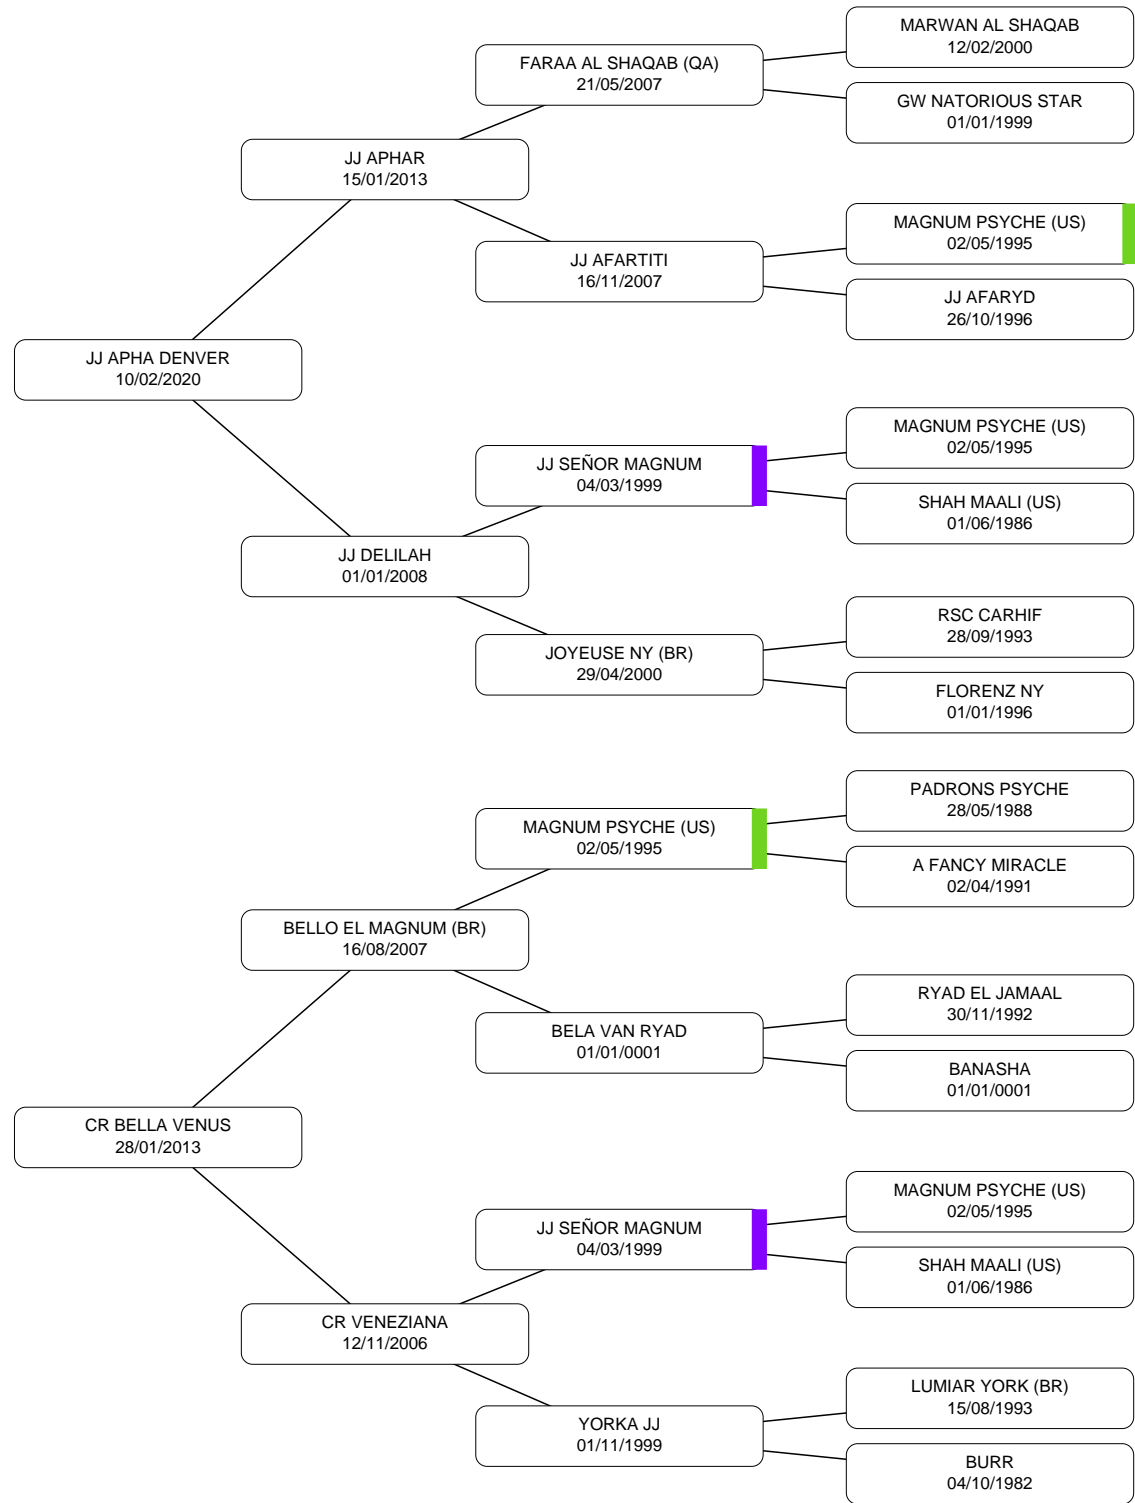 MARWAN AL SHAQAB
12/02/2000
FARAA AL SHAQAB (QA)
21/05/2007
GW NATORIOUS STAR
01/01/1999
JJ APHAR
15/01/2013
MAGNUM PSYCHE (US)
02/05/1995
JJ AFARTITI
16/11/2007
JJ AFARYD
26/10/1996
JJ APHA DENVER
10/02/2020
MAGNUM PSYCHE (US)
02/05/1995
JJ SEÑOR MAGNUM
04/03/1999
SHAH MAALI (US)
01/06/1986
JJ DELILAH
01/01/2008
RSC CARHIF
28/09/1993
JOYEUSE NY (BR)
29/04/2000
FLORENZ NY
01/01/1996
PADRONS PSYCHE
28/05/1988
MAGNUM PSYCHE (US)
02/05/1995
A FANCY MIRACLE
02/04/1991
BELLO EL MAGNUM (BR)
16/08/2007
RYAD EL JAMAAL
30/11/1992
BELA VAN RYAD
01/01/0001
BANASHA
01/01/0001
CR BELLA VENUS
28/01/2013
MAGNUM PSYCHE (US)
02/05/1995
JJ SEÑOR MAGNUM
04/03/1999
SHAH MAALI (US)
01/06/1986
CR VENEZIANA
12/11/2006
LUMIAR YORK (BR)
15/08/1993
YORKA JJ
01/11/1999
BURR
04/10/1982